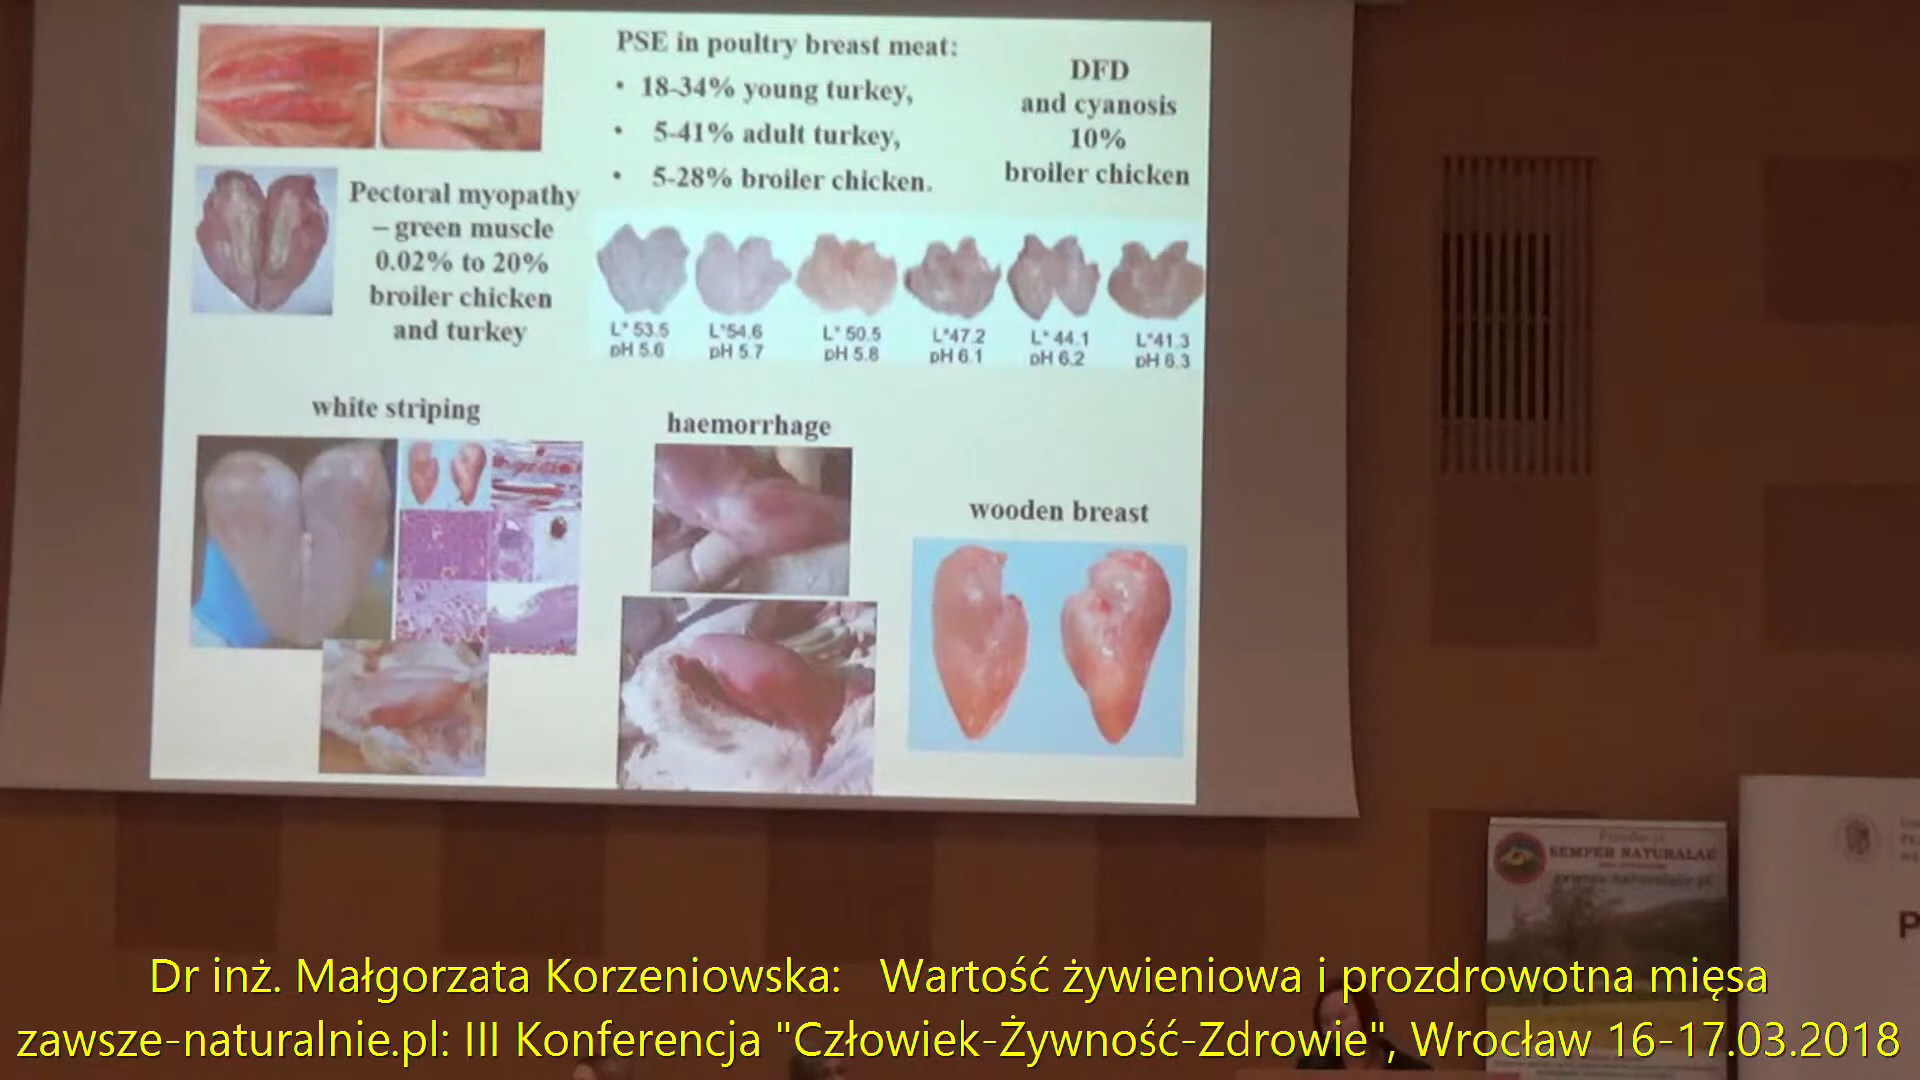 PSE in poultry breast meat:
• 18-34% young turkey,
• 5-41% adult turkey,
• 5-28% broiler chicken.
DFD
and cyanosis
10%
broiler chicken
Pectoral myopathy
– green muscle
0.02% to 20%
broiler chicken
and turkey
L* 53.5
pH 5.6
L*54.6
pH 5.7
L* 50.5
pH 5.8
L*47.2
pH 6.1
L* 44.1
pH 6.2
L*41.3
pH 6.3
white striping
haemorrhage
wooden breast
SEMPER NATURALAE
zawsze-naturalnie.pl
P
Dr inż. Małgorzata Korzeniowska: Wartość żywieniowa i prozdrowotna mięsa
zawsze-naturalnie.pl: III Konferencja "Człowiek-Żywność-Zdrowie", Wrocław 16-17.03.2018